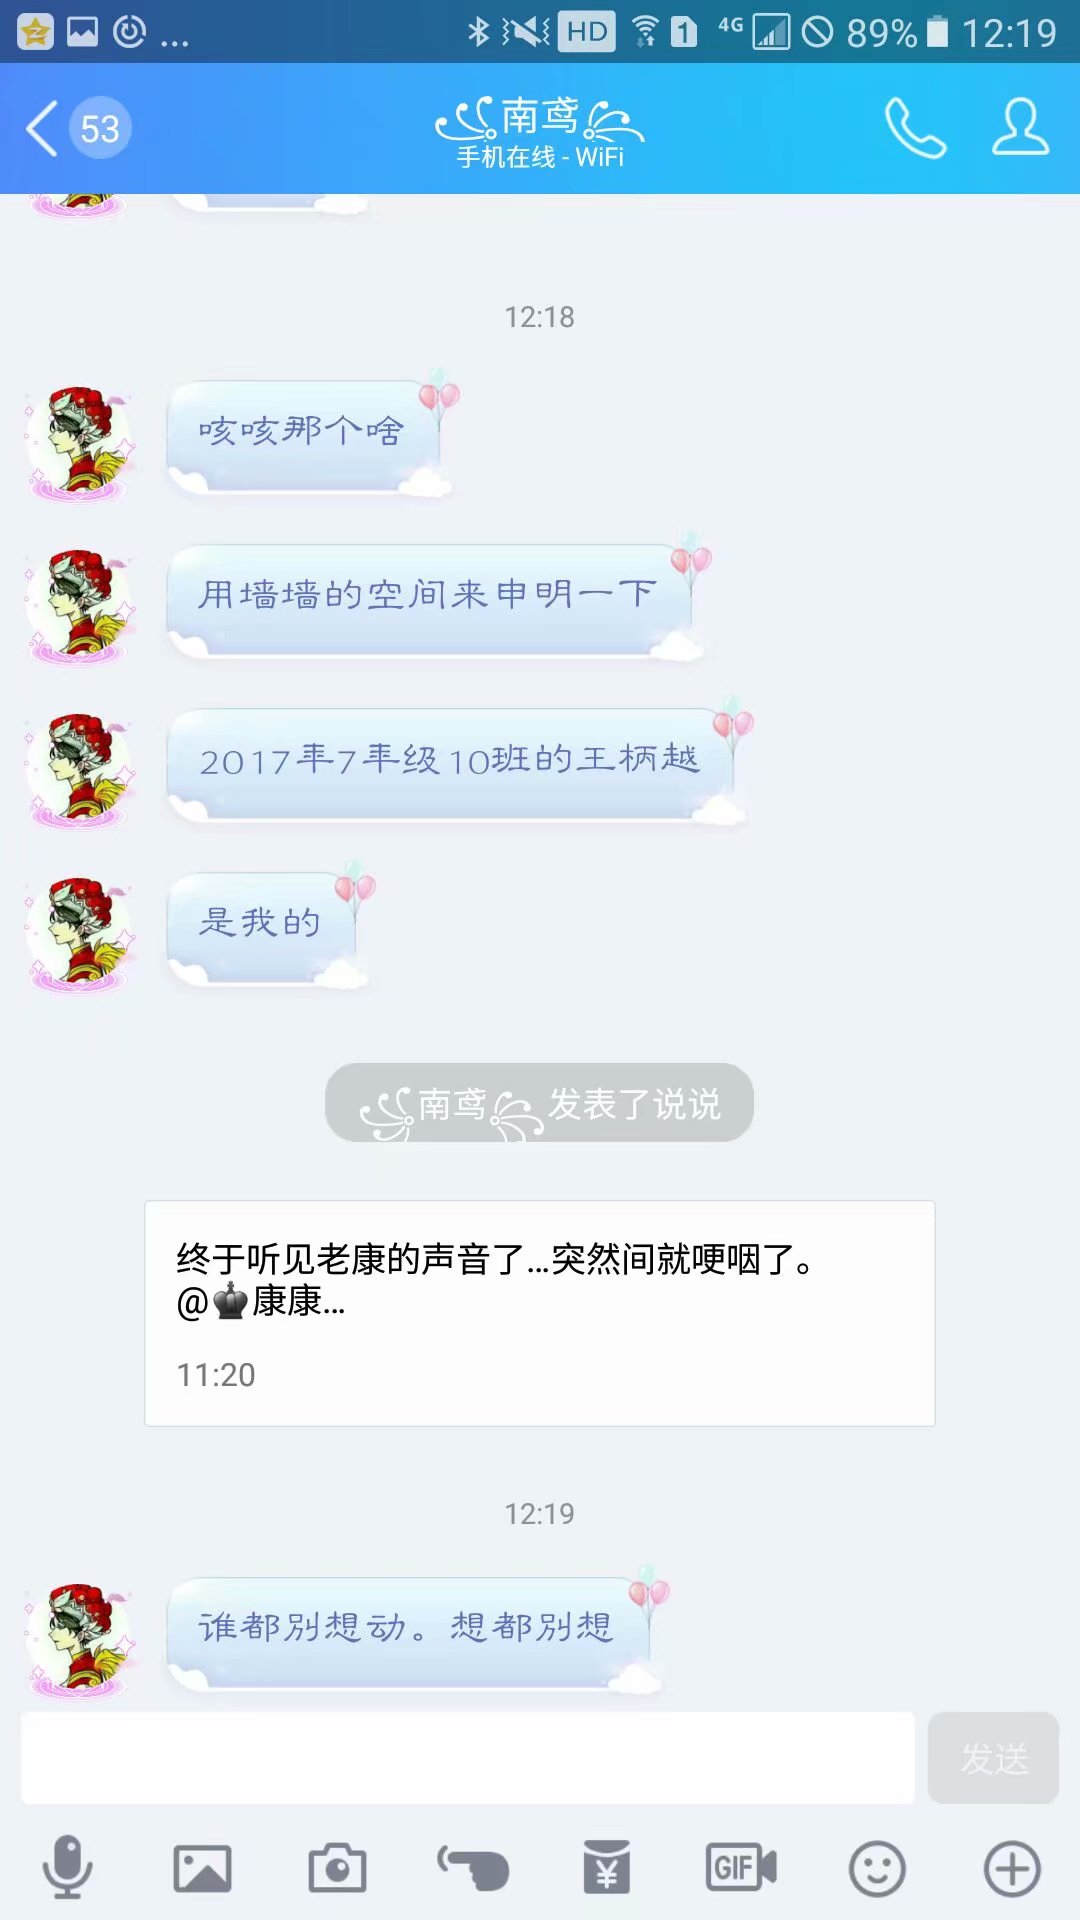 ... HD 1 4G 89% 12:19
53
南鸢
手机在线 - WiFi
12:18
咳咳那个啥
用墙墙的空间来申明一下
2017年7年级10班的王柄越
是我的
南鸢 发表了说说
终于听见老康的声音了...突然间就哽咽了。
@康康...
11:20
12:19
谁都别想动。想都别想
发送
¥ GIF